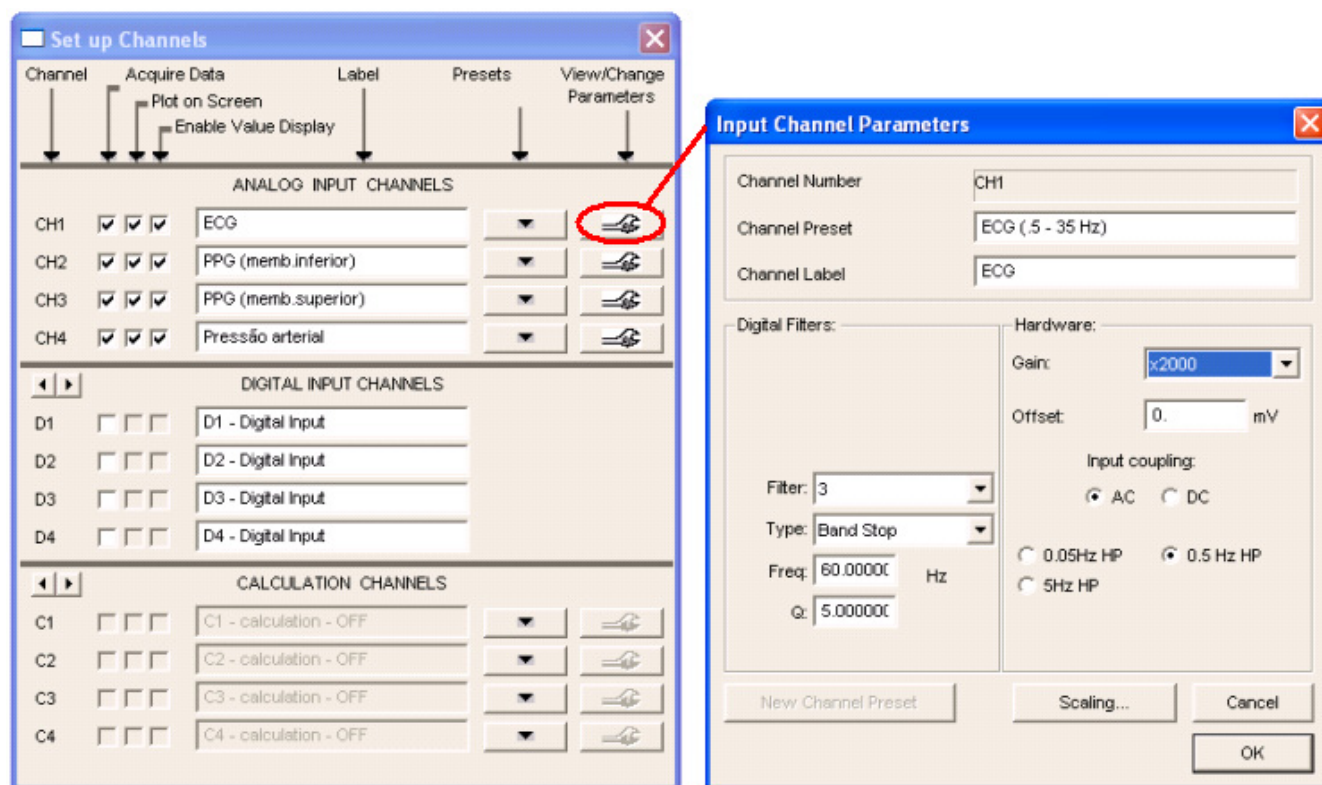 Set up Channels
Channel Acquire Data Label Presets View/Change
Parameters
Plot on Screen
Enable Value Display
ANALOG INPUT CHANNELS
CH1 ECG
CH2 PPG (memb.inferior)
CH3 PPG (memb.superior)
CH4 Pressão arterial
DIGITAL INPUT CHANNELS
D1 D1 - Digital Input
D2 D2 - Digital Input
D3 D3 - Digital Input
D4 D4 - Digital Input
CALCULATION CHANNELS
C1 C1 - calculation - OFF
C2 C2 - calculation - OFF
C3 C3 - calculation - OFF
C4 C4 - calculation - OFF
Input Channel Parameters
Channel Number CH1
Channel Preset ECG (.5 - 35 Hz)
Channel Label ECG
Digital Filters:
Filter: 3
Type: Band Stop
Freq: 60.00000 Hz
Q: 5.000000
Hardware:
Gain: x2000
Offset: 0. mV
Input coupling:
AC DC
0.05Hz HP 0.5 Hz HP
5Hz HP
New Channel Preset Scaling... Cancel
OK